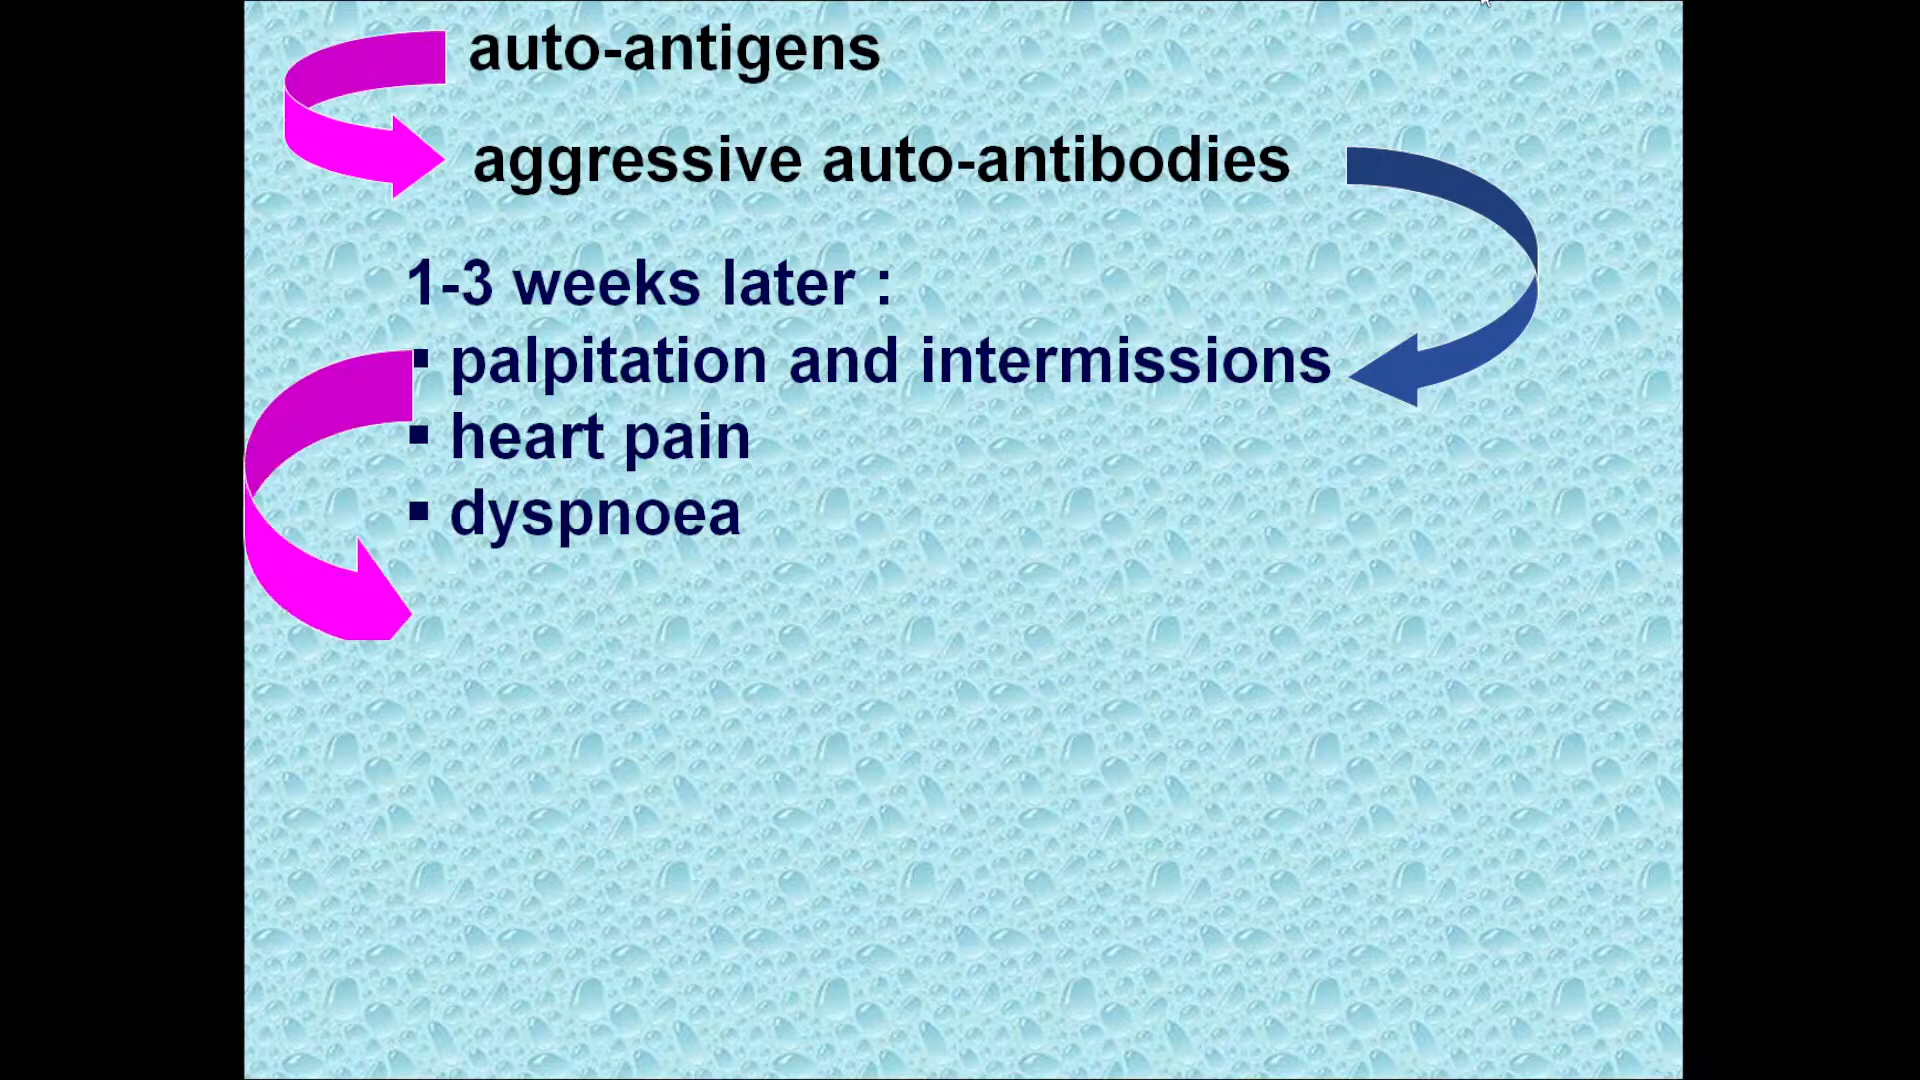 auto-antigens
aggressive auto-antibodies
1-3 weeks later :
▪ palpitation and intermissions
▪ heart pain
▪ dyspnoea